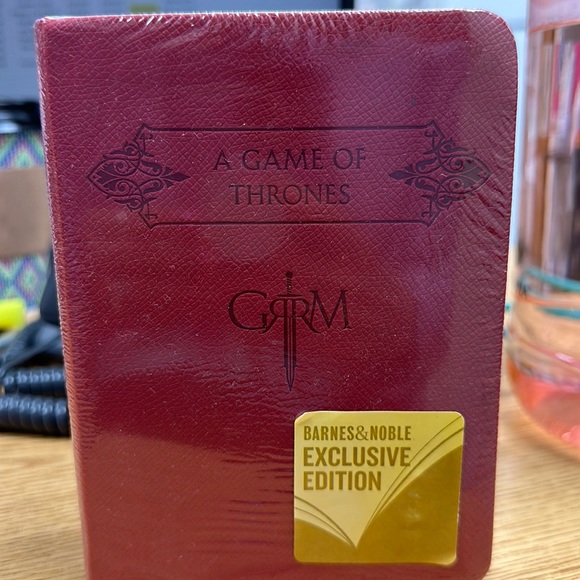 A GAME OF
THRONES
GRRM
BARNES&NOBLE
EXCLUSIVE
EDITION